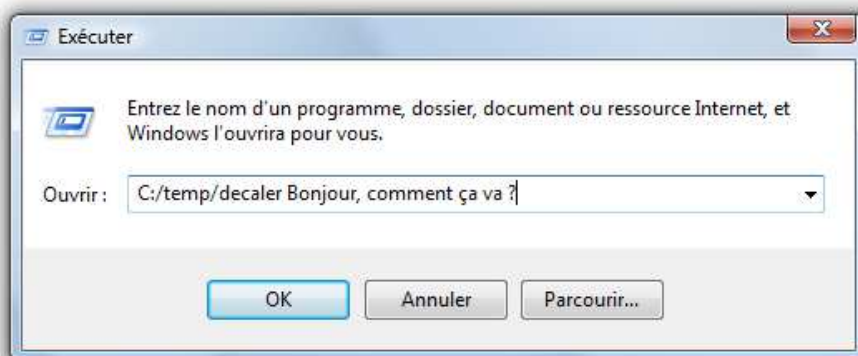 Exécuter
Entrez le nom d'un programme, dossier, document ou ressource Internet, et
Windows l'ouvrira pour vous.
Ouvrir : C:/temp/decaler Bonjour, comment ça va ?
OK Annuler Parcourir...